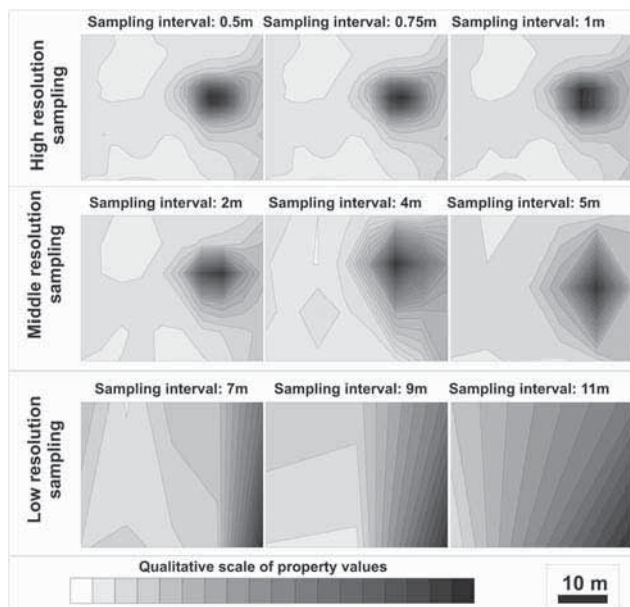 Sampling interval: 0.5m
Sampling interval: 0.75m
Sampling interval: 1m
High resolution
sampling
Sampling interval: 2m
Sampling interval: 4m
Sampling interval: 5m
Middle resolution
sampling
Sampling interval: 7m
Sampling interval: 9m
Sampling interval: 11m
Low resolution
sampling
Qualitative scale of property values
10 m